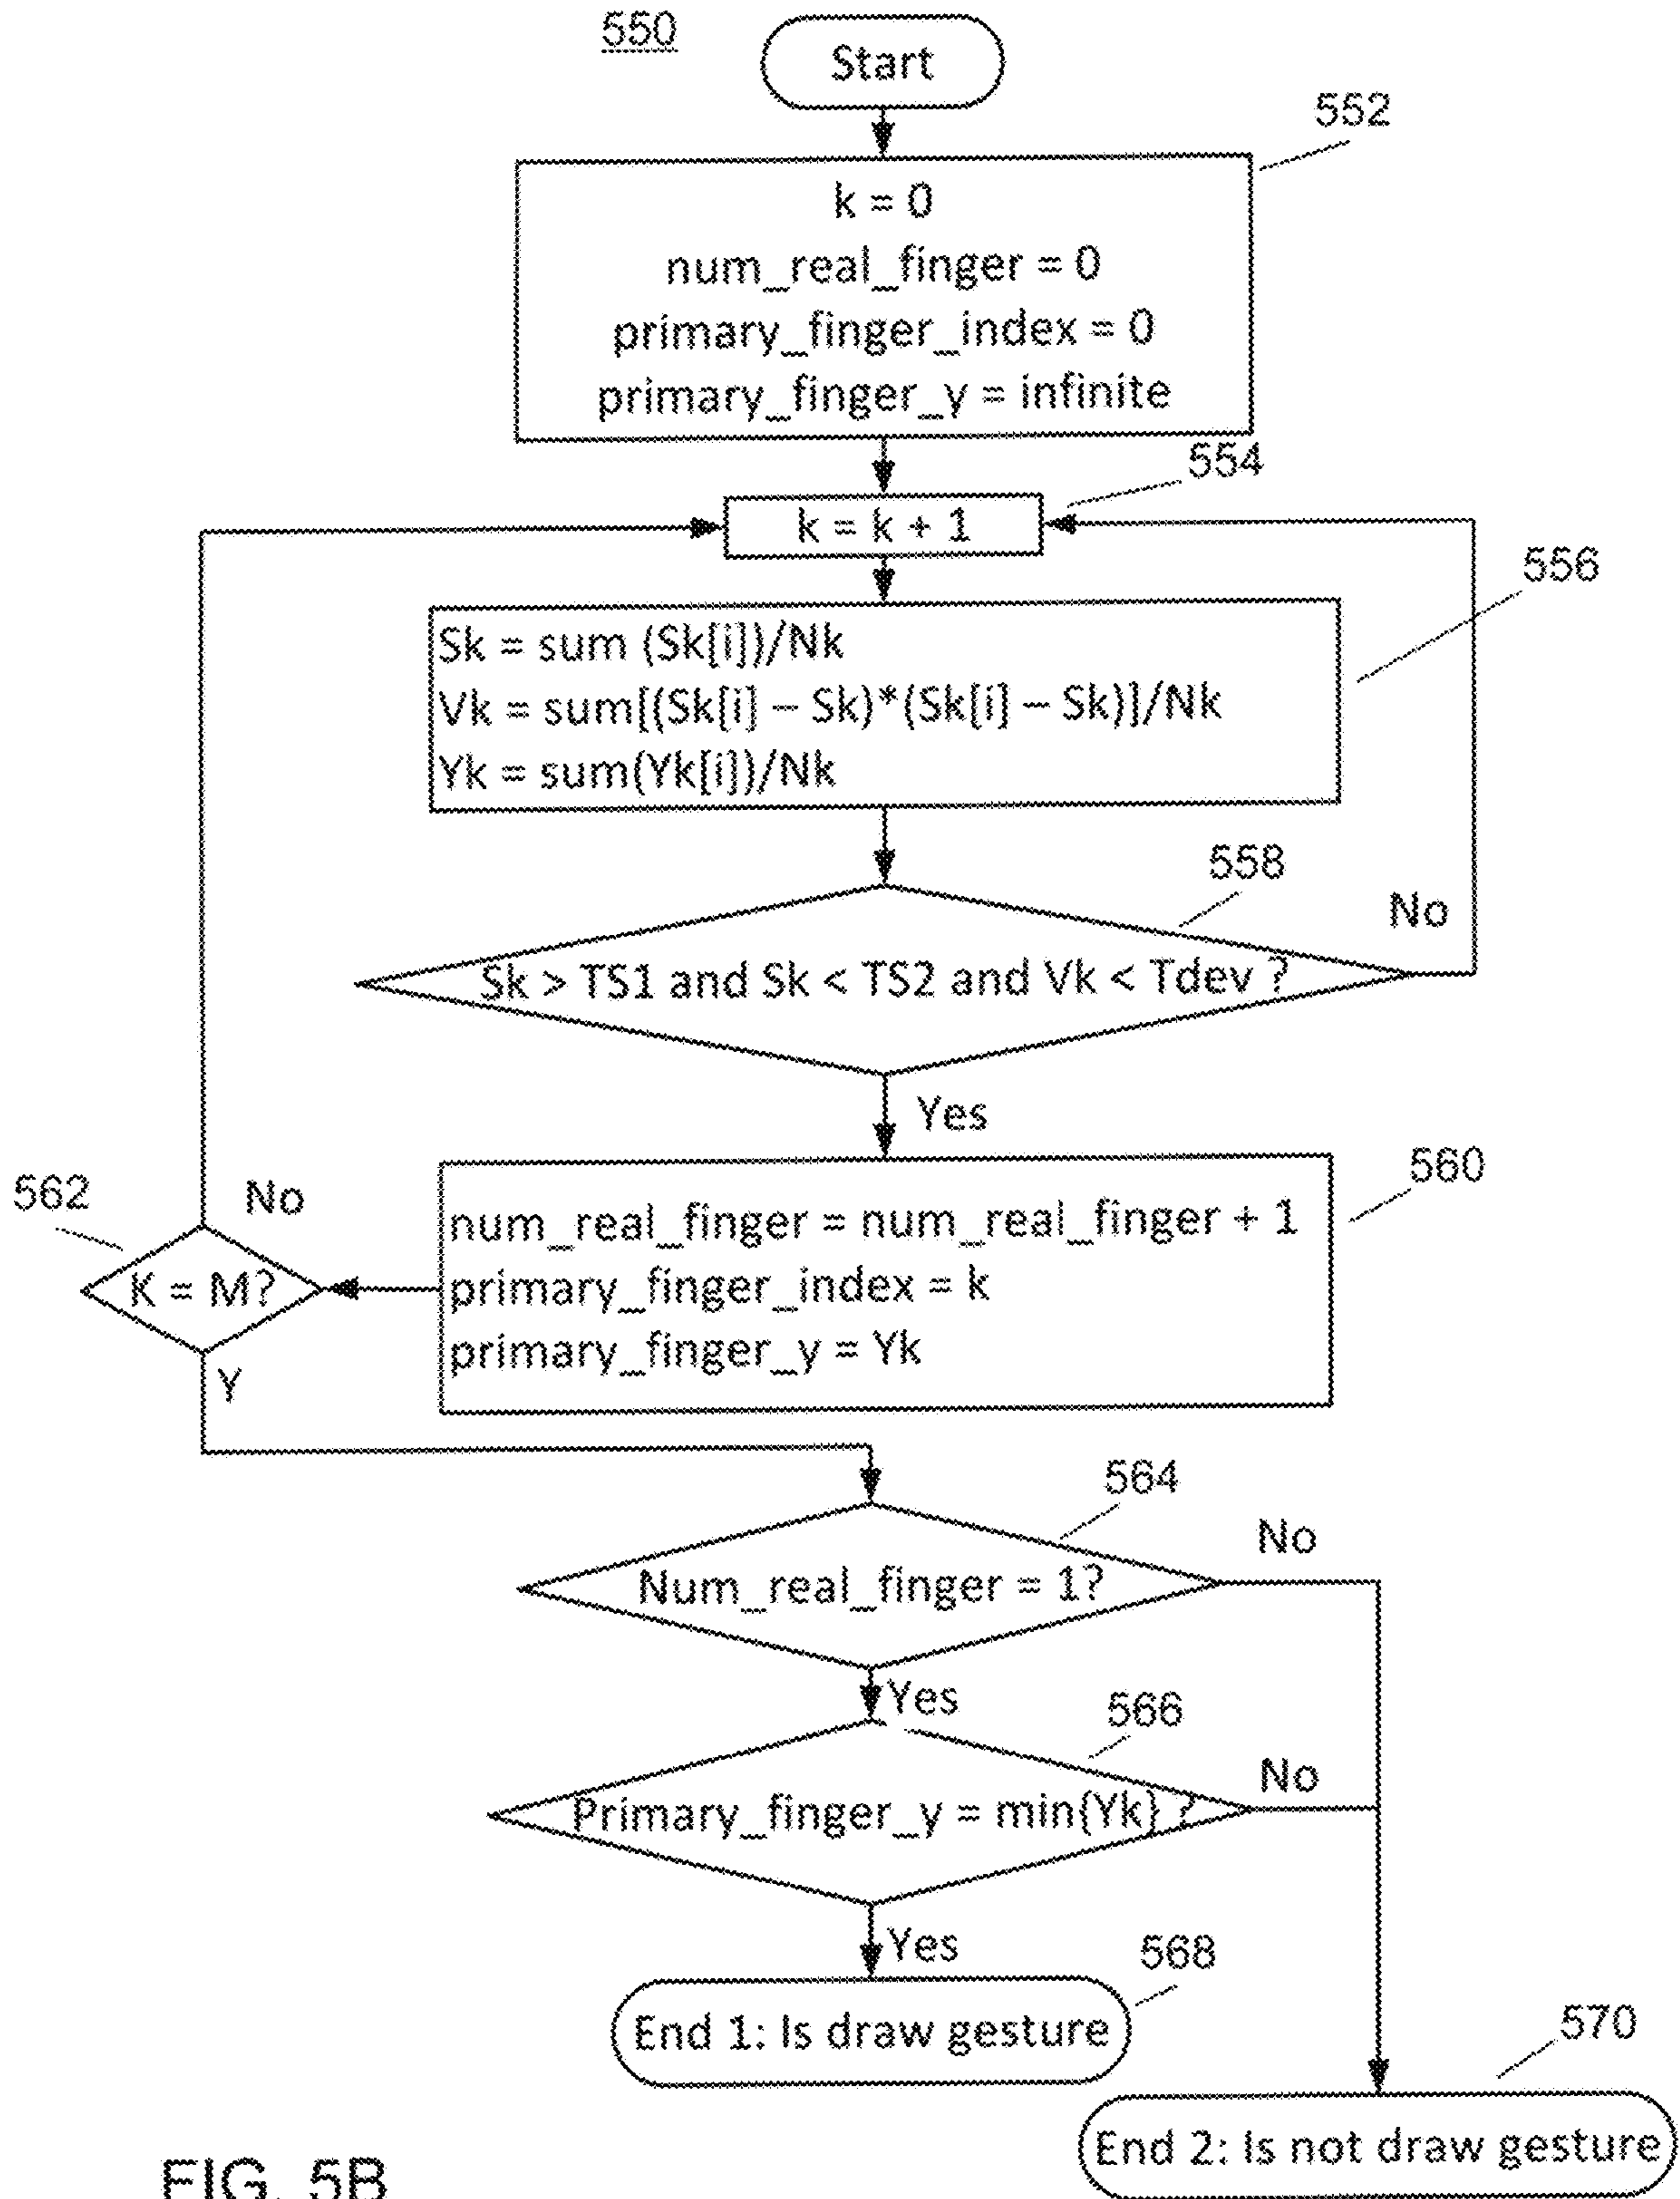 550
Start
552
k = 0
num_real_finger = 0
primary_finger_index = 0
primary_finger_y = infinite
554
k = k + 1
556
Sk = sum (Sk[i])/Nk
Vk = sum[(Sk[i] – Sk)*(Sk[i] – Sk)]/Nk
Yk = sum(Yk[i])/Nk
558
No
Sk > TS1 and Sk < TS2 and Vk < Tdev ?
Yes
560
562
No
num_real_finger = num_real_finger + 1
K = M?
primary_finger_index = k
primary_finger_y = Yk
Y
564
No
Num_real_finger = 1?
Yes
566
No
Primary_finger_y = min{Yk} ?
Yes
568
End 1: Is draw gesture
570
End 2: Is not draw gesture
FIG. 5B